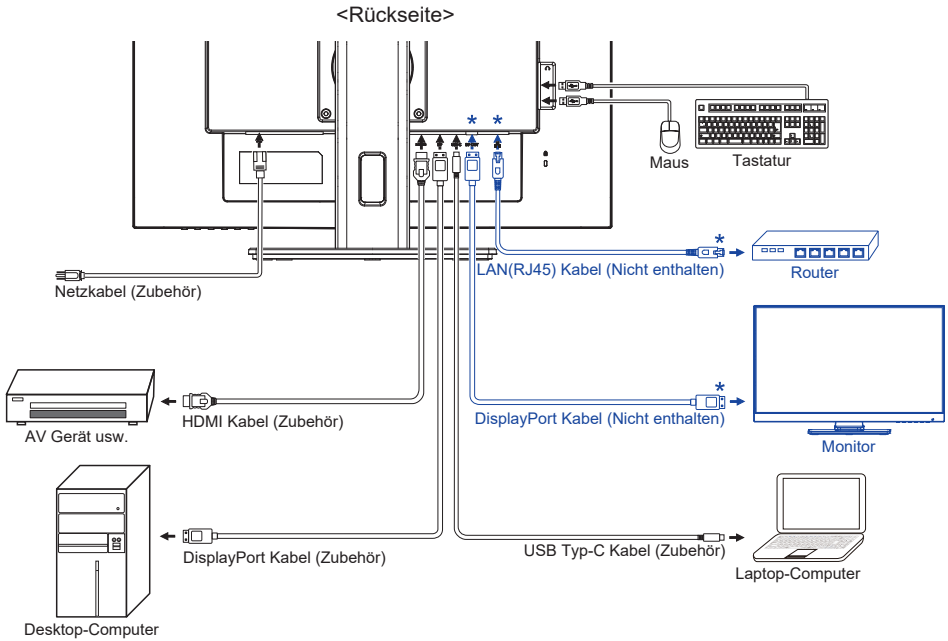 <Rückseite>
*
*
Maus
Tastatur
*
LAN(RJ45) Kabel (Nicht enthalten)
Router
Netzkabel (Zubehör)
*
HDMI Kabel (Zubehör)
DisplayPort Kabel (Nicht enthalten)
AV Gerät usw.
Monitor
DisplayPort Kabel (Zubehör)
USB Typ-C Kabel (Zubehör)
Laptop-Computer
Desktop-Computer